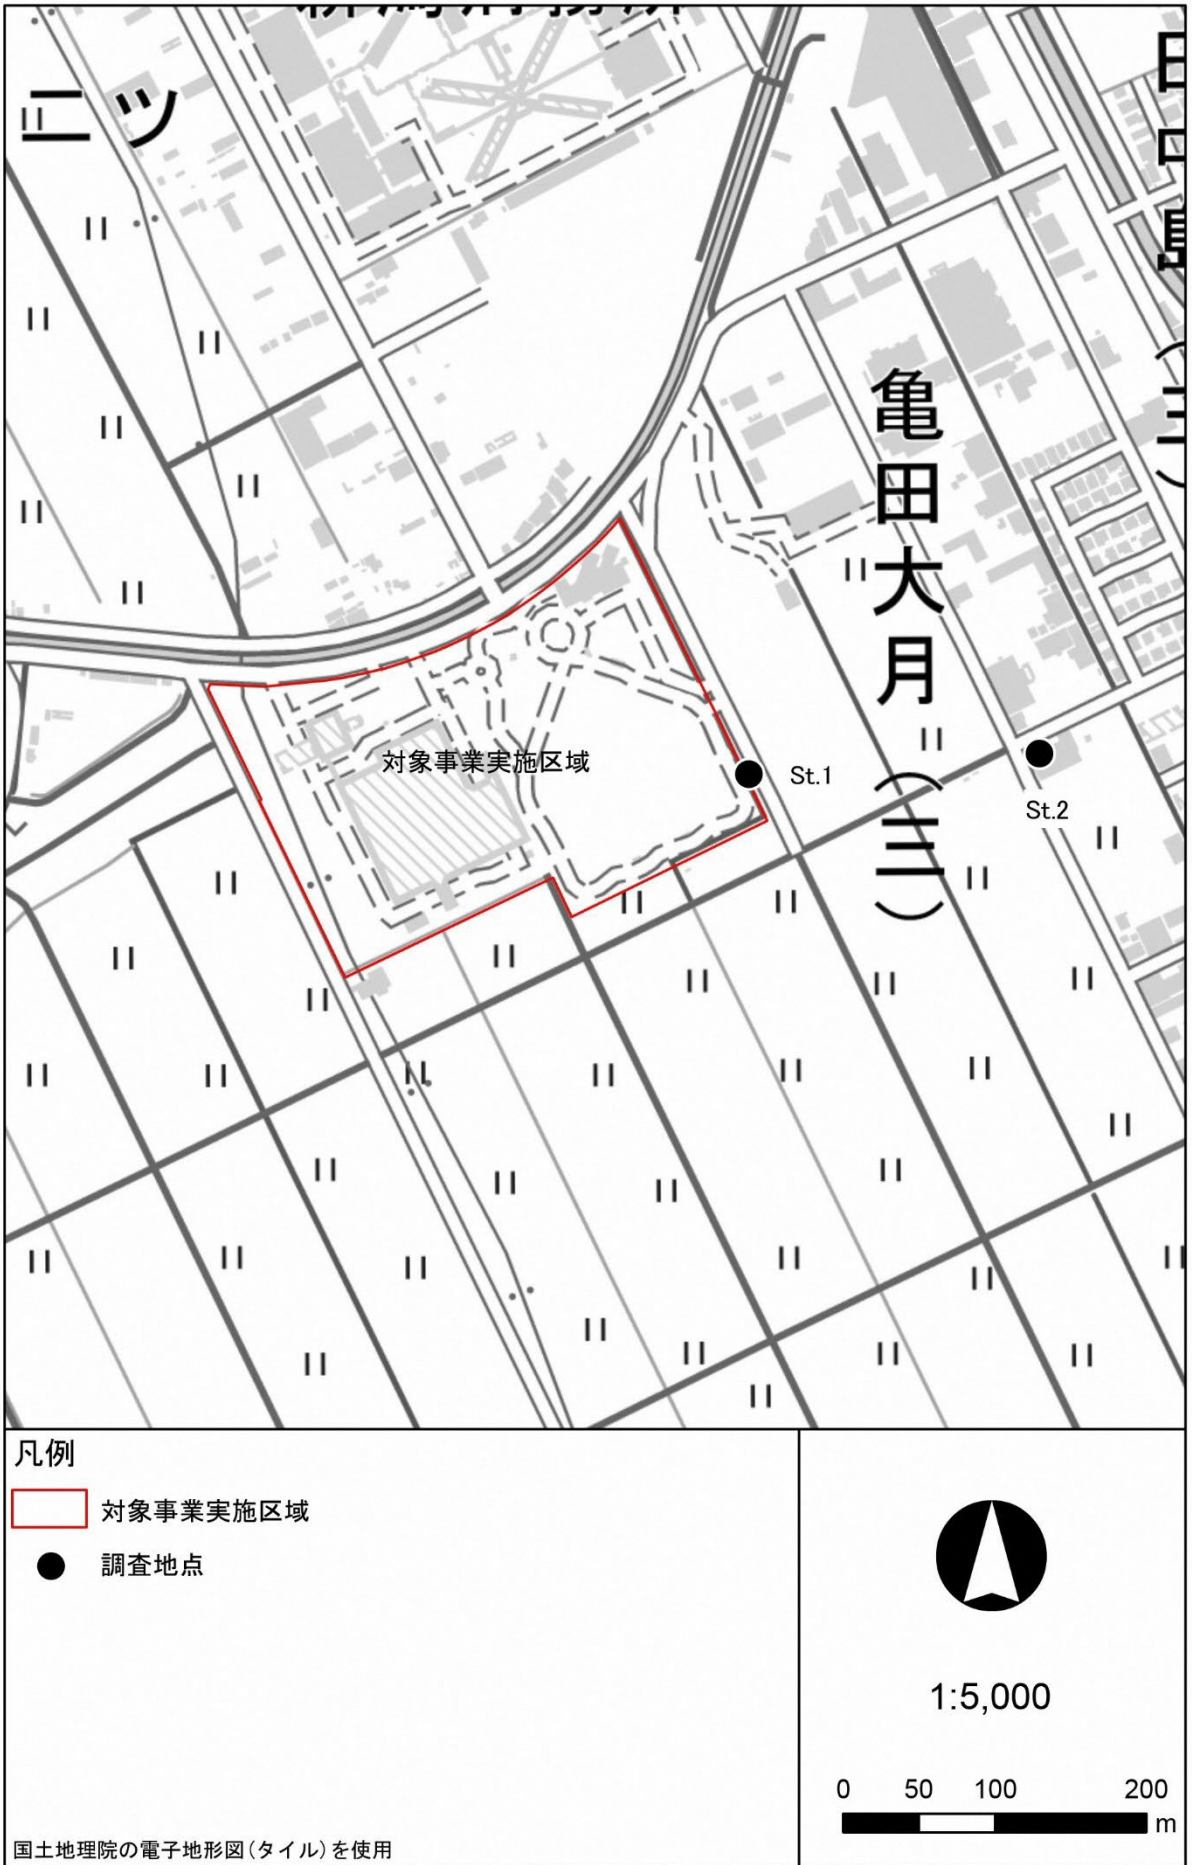 二ツ
亀田大月(三)
対象事業実施区域
St.1
St.2
凡例
対象事業実施区域
調査地点
1:5,000
0 50 100 200
m
国土地理院の電子地形図(タイル)を使用